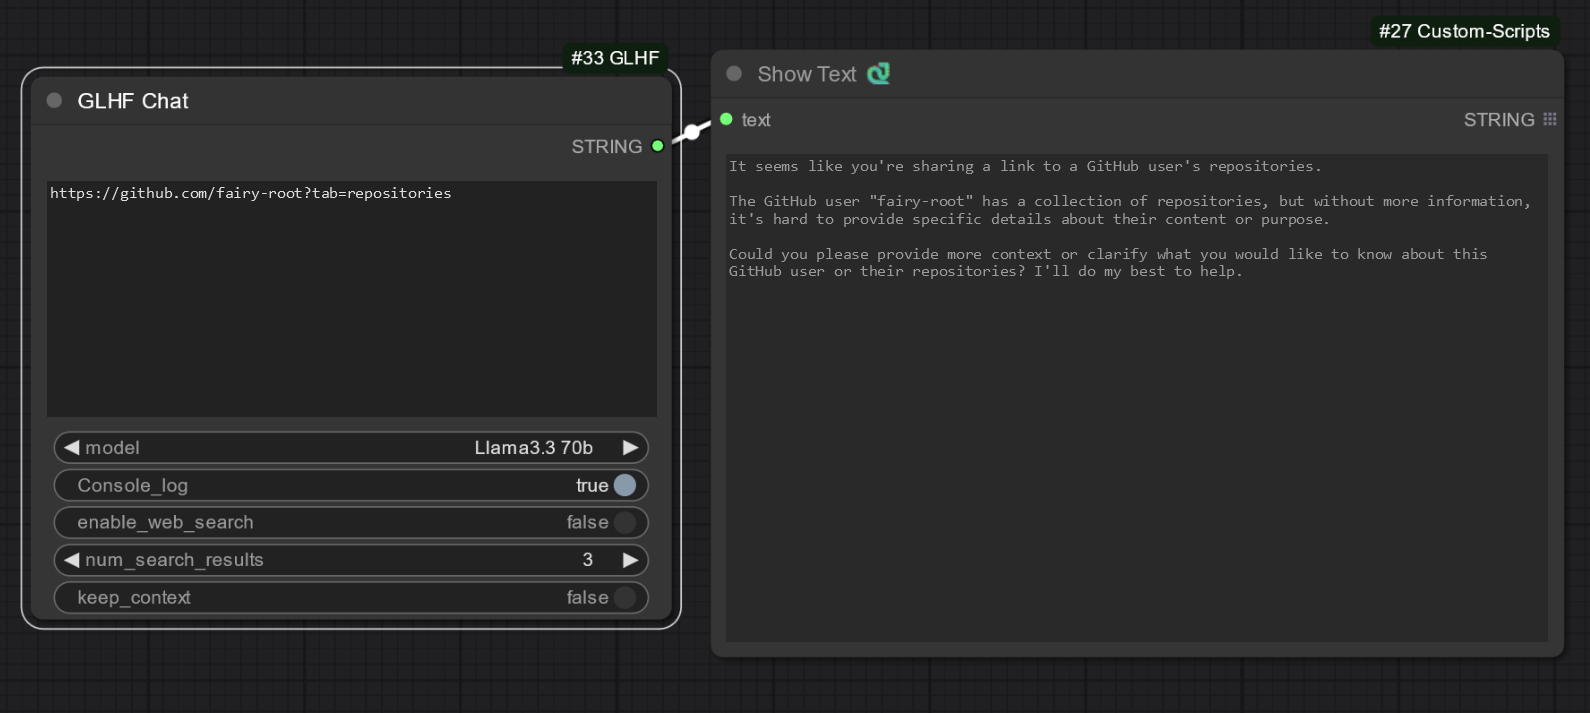 #33 GLHF
GLHF Chat
STRING
https://github.com/fairy-root?tab=repositories
model Llama3.3 70b
Console_log true
enable_web_search false
num_search_results 3
keep_context false
#27 Custom-Scripts
Show Text
text STRING
It seems like you're sharing a link to a GitHub user's repositories.
The GitHub user "fairy-root" has a collection of repositories, but without more information,
it's hard to provide specific details about their content or purpose.
Could you please provide more context or clarify what you would like to know about this
GitHub user or their repositories? I'll do my best to help.